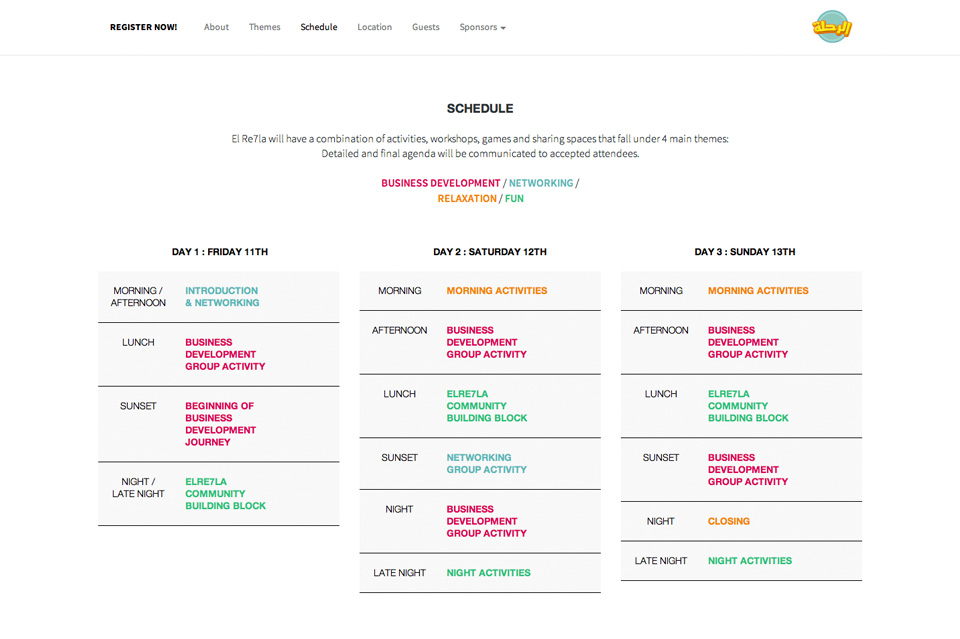 REGISTER NOW! About Themes Schedule Location Guests Sponsors
الرحلة
SCHEDULE
El Re7la will have a combination of activities, workshops, games and sharing spaces that fall under 4 main themes:
Detailed and final agenda will be communicated to accepted attendees.
BUSINESS DEVELOPMENT / NETWORKING /
RELAXATION / FUN
DAY 1 : FRIDAY 11TH
MORNING /
AFTERNOON
INTRODUCTION
& NETWORKING
LUNCH
BUSINESS
DEVELOPMENT
GROUP ACTIVITY
SUNSET
BEGINNING OF
BUSINESS
DEVELOPMENT
JOURNEY
NIGHT /
LATE NIGHT
ELRE7LA
COMMUNITY
BUILDING BLOCK
DAY 2 : SATURDAY 12TH
MORNING
MORNING ACTIVITIES
AFTERNOON
BUSINESS
DEVELOPMENT
GROUP ACTIVITY
LUNCH
ELRE7LA
COMMUNITY
BUILDING BLOCK
SUNSET
NETWORKING
GROUP ACTIVITY
NIGHT
BUSINESS
DEVELOPMENT
GROUP ACTIVITY
LATE NIGHT
NIGHT ACTIVITIES
DAY 3 : SUNDAY 13TH
MORNING
MORNING ACTIVITIES
AFTERNOON
BUSINESS
DEVELOPMENT
GROUP ACTIVITY
LUNCH
ELRE7LA
COMMUNITY
BUILDING BLOCK
SUNSET
BUSINESS
DEVELOPMENT
GROUP ACTIVITY
NIGHT
CLOSING
LATE NIGHT
NIGHT ACTIVITIES